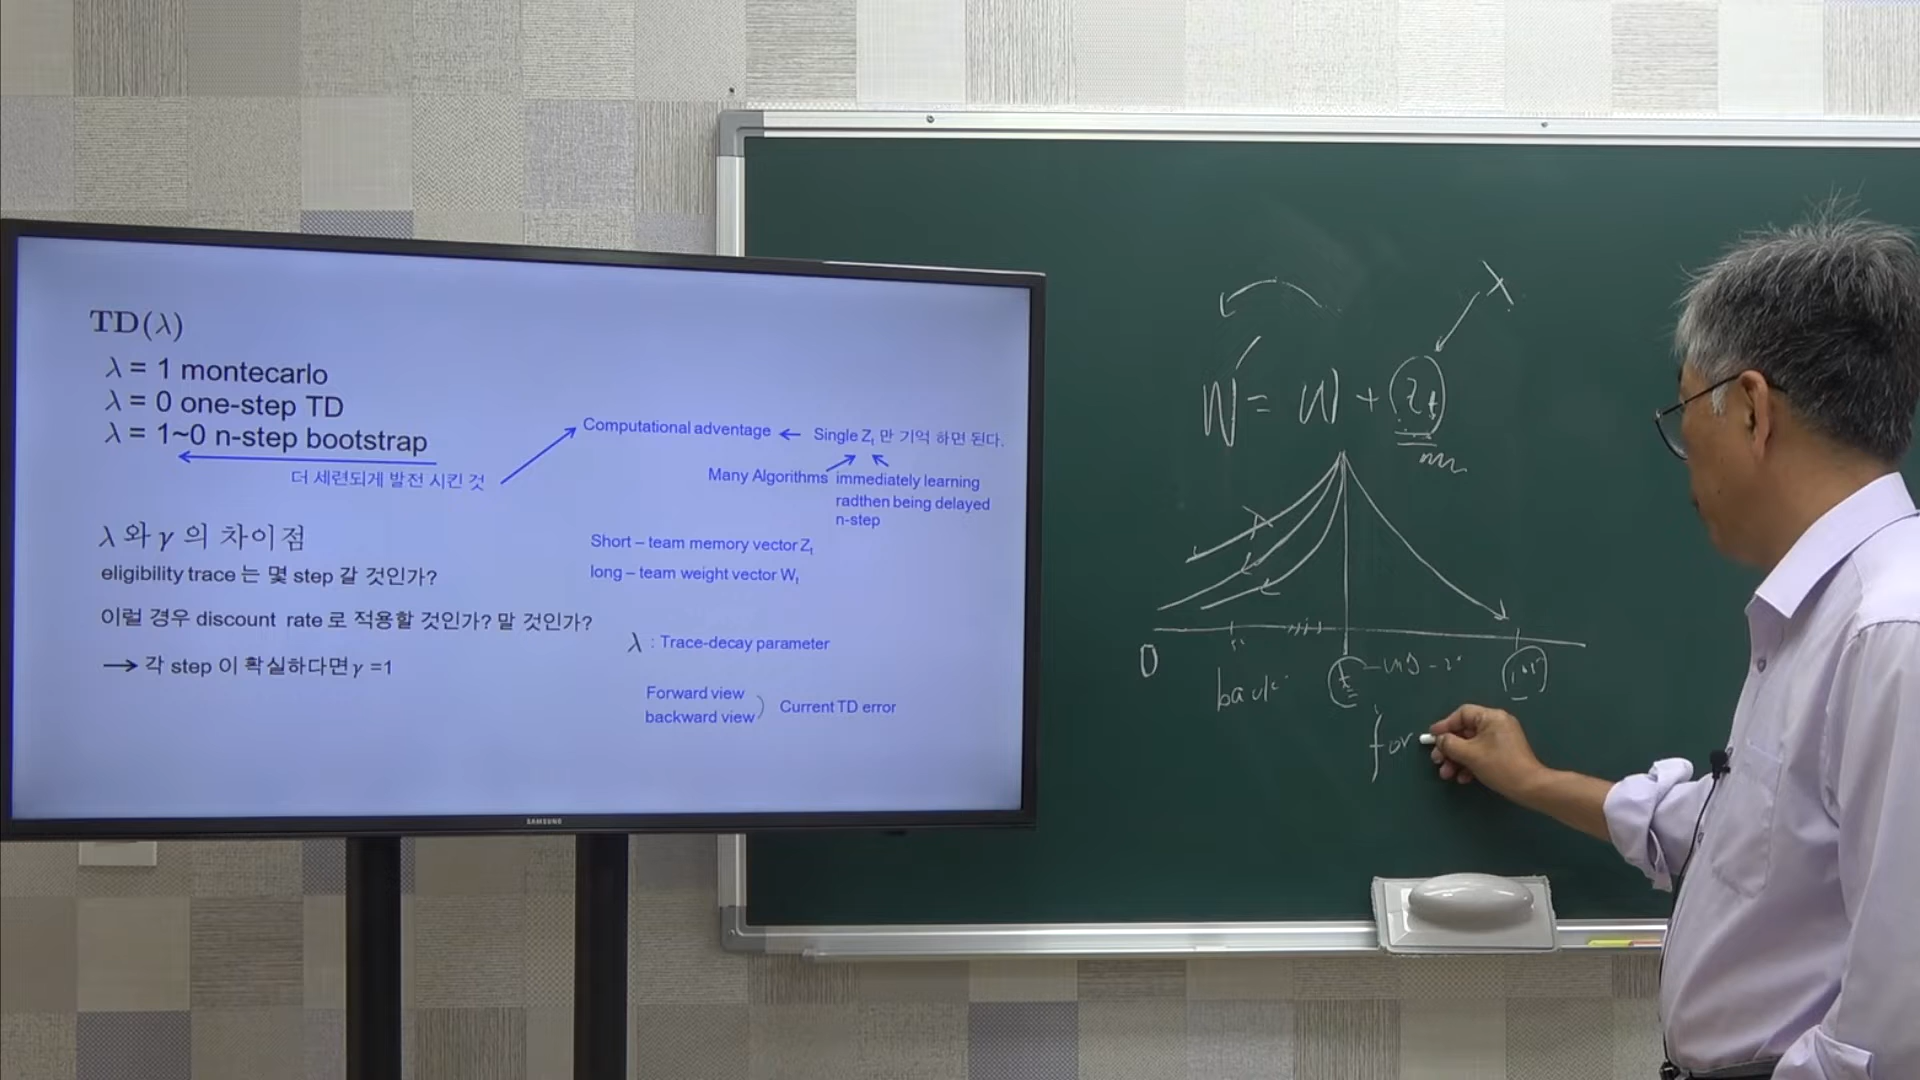 TD(λ)
λ = 1 montecarlo
λ = 0 one-step TD
λ = 1~0 n-step bootstrap
더 세련되게 발전 시킨 것
Computational adventage ← Single Zt 만 기억 하면 된다.
Many Algorithms immediately learning
radthen being delayed
n-step
λ 와 γ 의 차이점
eligibility trace 는 몇 step 갈 것인가?
이럴 경우 discount rate 로 적용할 것인가? 말 것인가?
→ 각 step 이 확실하다면 γ =1
Short – team memory vector Zt
long – team weight vector Wt
λ : Trace-decay parameter
Forward view
backward view
Current TD error
SAMSUNG
λ
W = W + Zt
λ
0
t
back
for